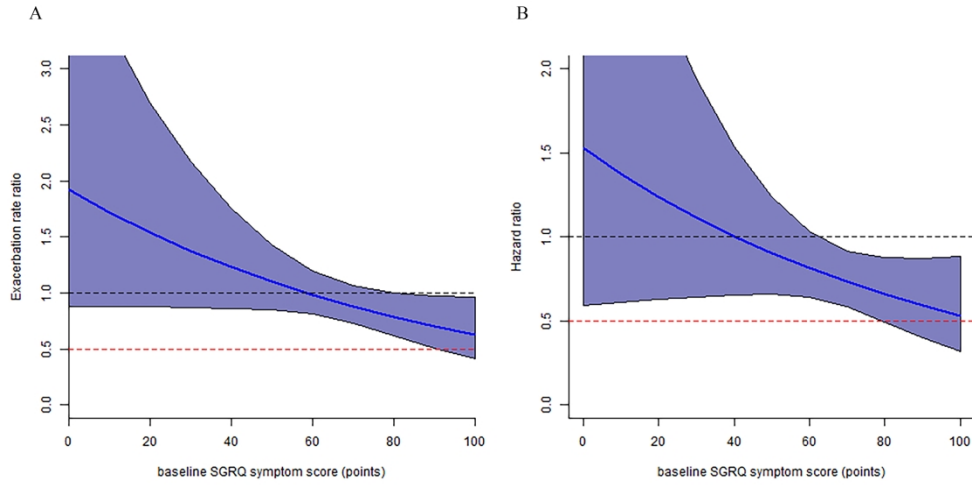 A
B
Exacerbation rate ratio
3.0
2.5
2.0
1.5
1.0
0.5
0.0
0 20 40 60 80 100
baseline SGRQ symptom score (points)
Hazard ratio
2.0
1.5
1.0
0.5
0.0
0 20 40 60 80 100
baseline SGRQ symptom score (points)